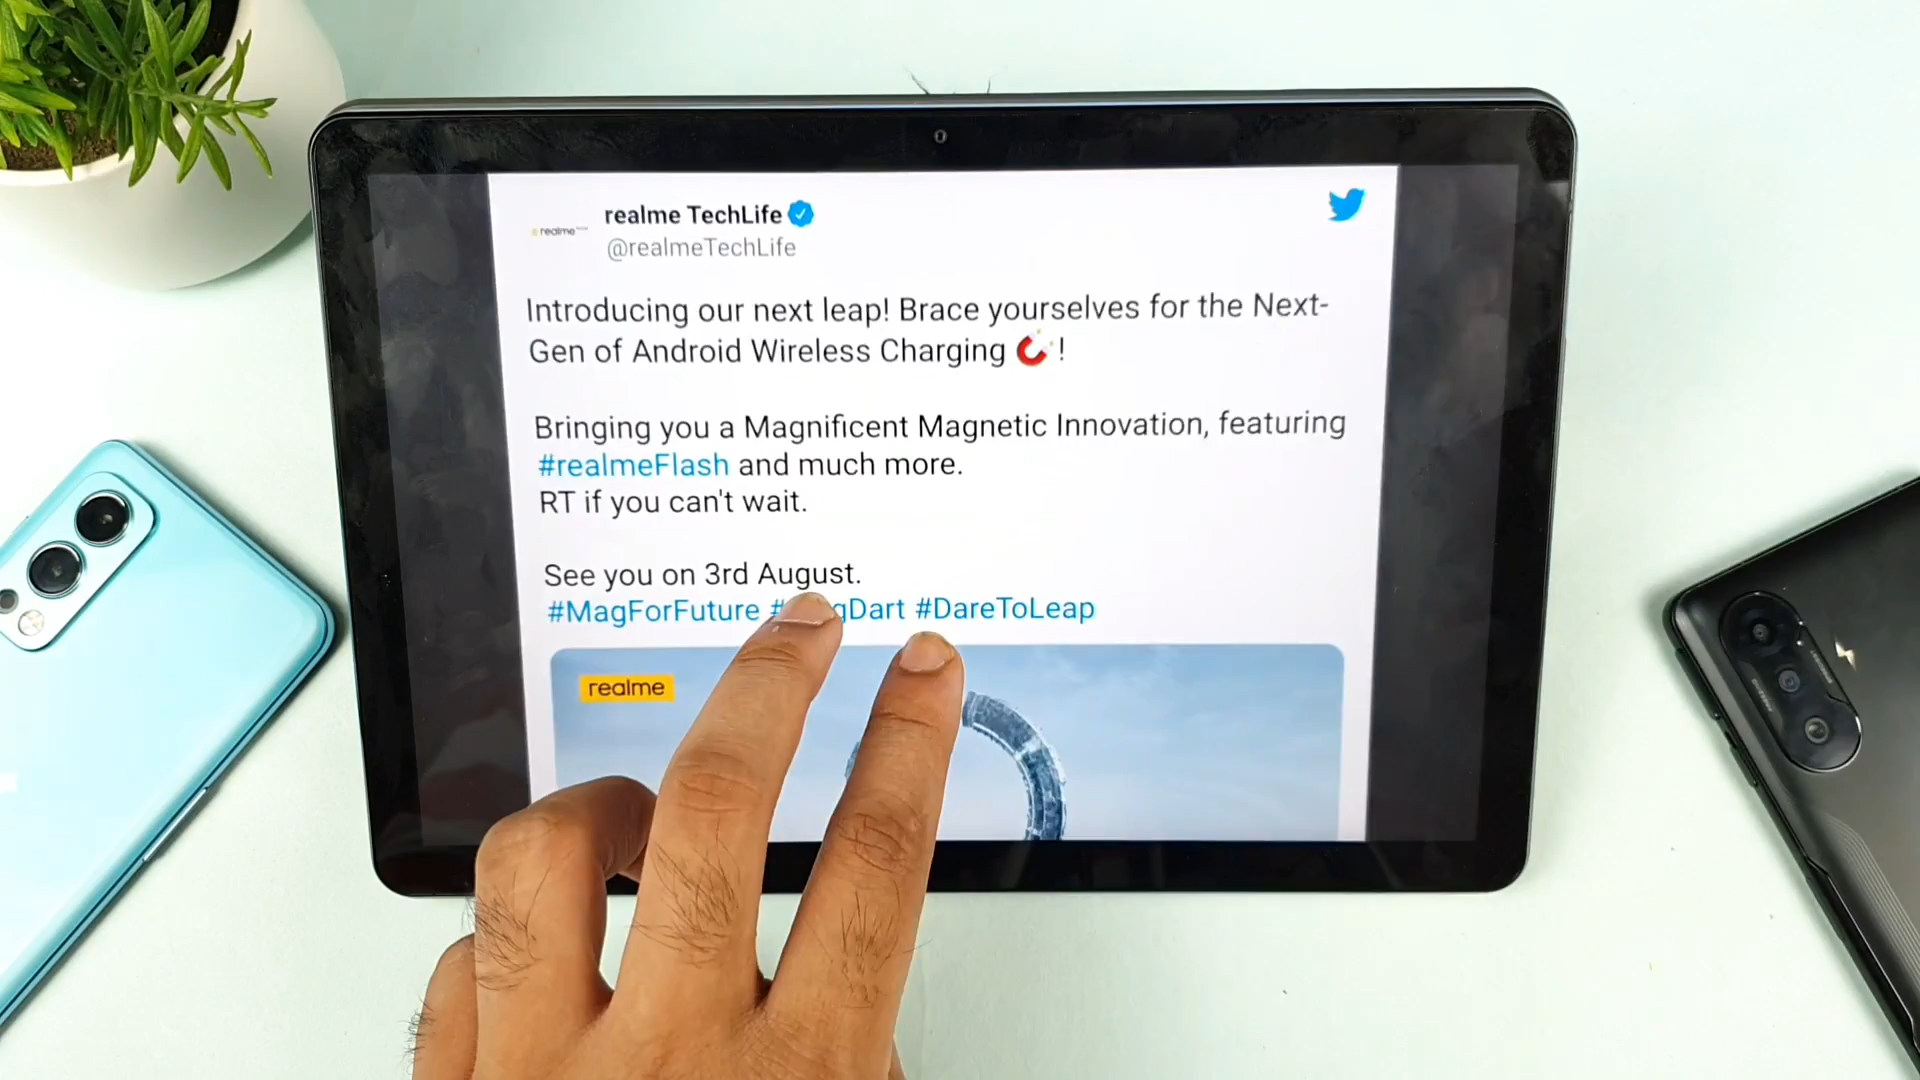 realme
realme TechLife
@realmeTechLife
Introducing our next leap! Brace yourselves for the Next-
Gen of Android Wireless Charging 🧲 !
Bringing you a Magnificent Magnetic Innovation, featuring
#realmeFlash and much more.
RT if you can't wait.
See you on 3rd August.
#MagForFuture #DareToLeap
realme